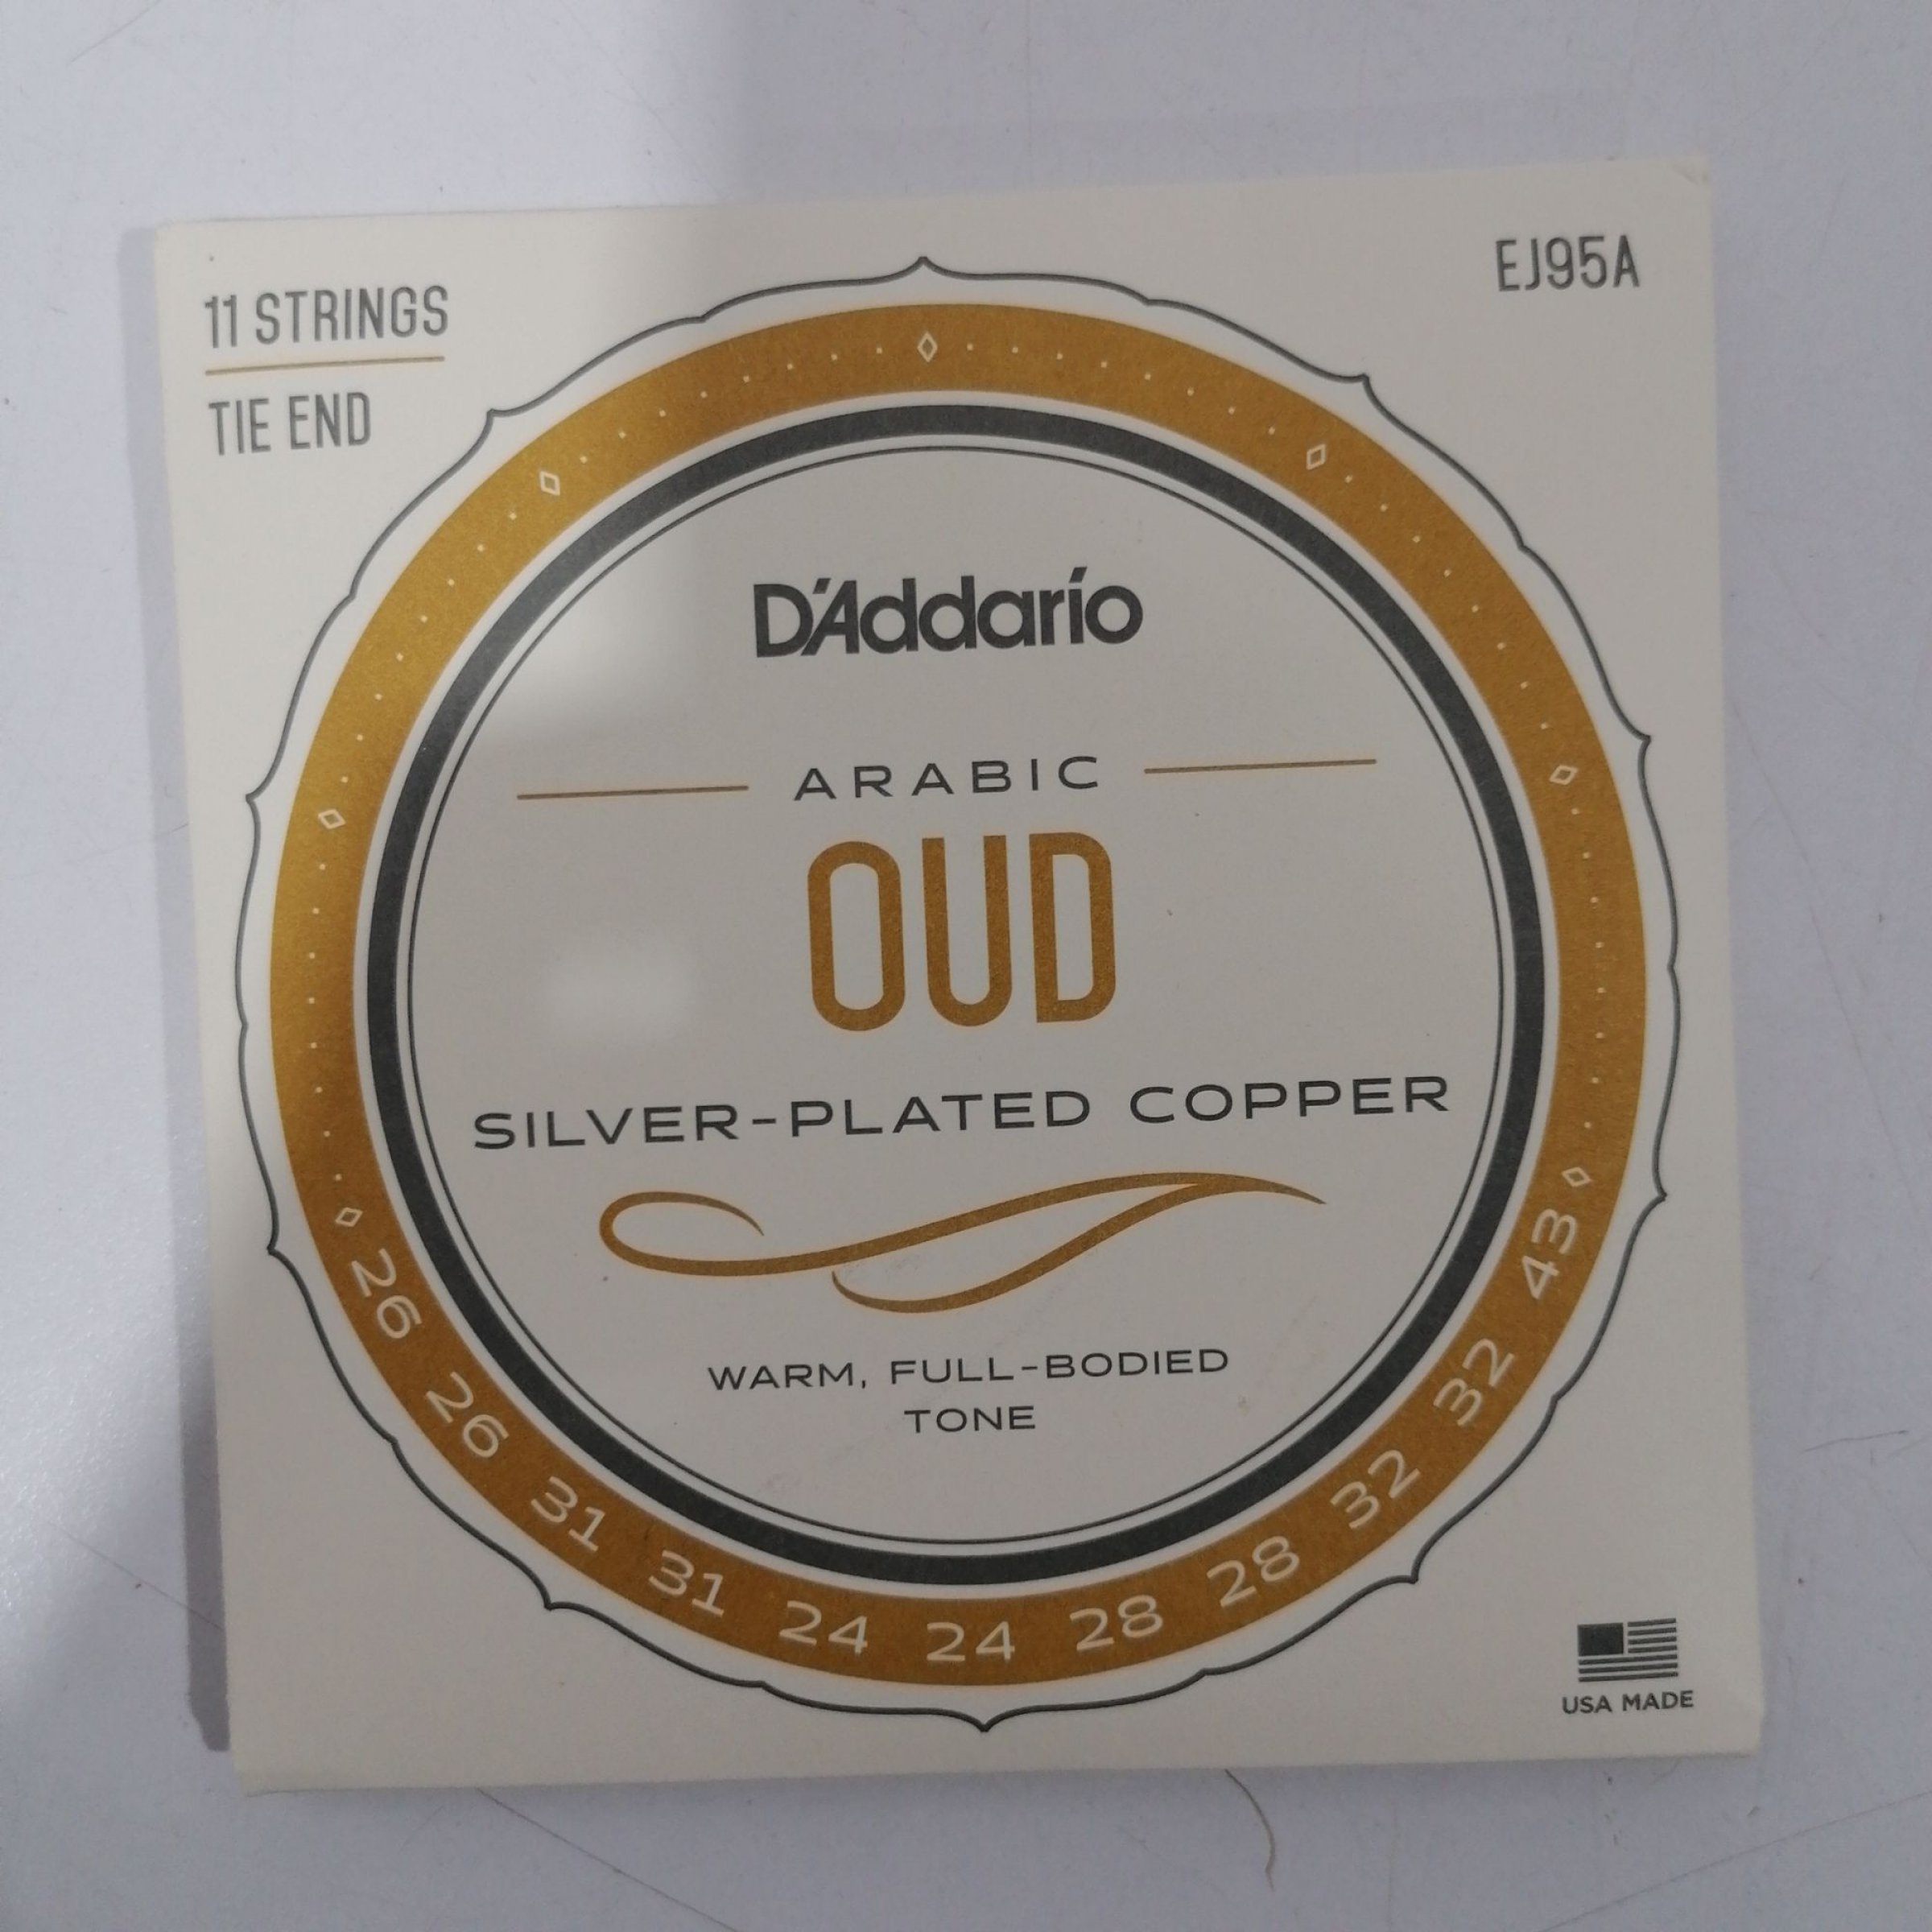 11 STRINGS
TIE END
EJ95A
D'Addarío
ARABIC
OUD
SILVER-PLATED COPPER
WARM, FULL-BODIED
TONE
26 26 31 31 24 24 28 28 32 32 43
USA MADE